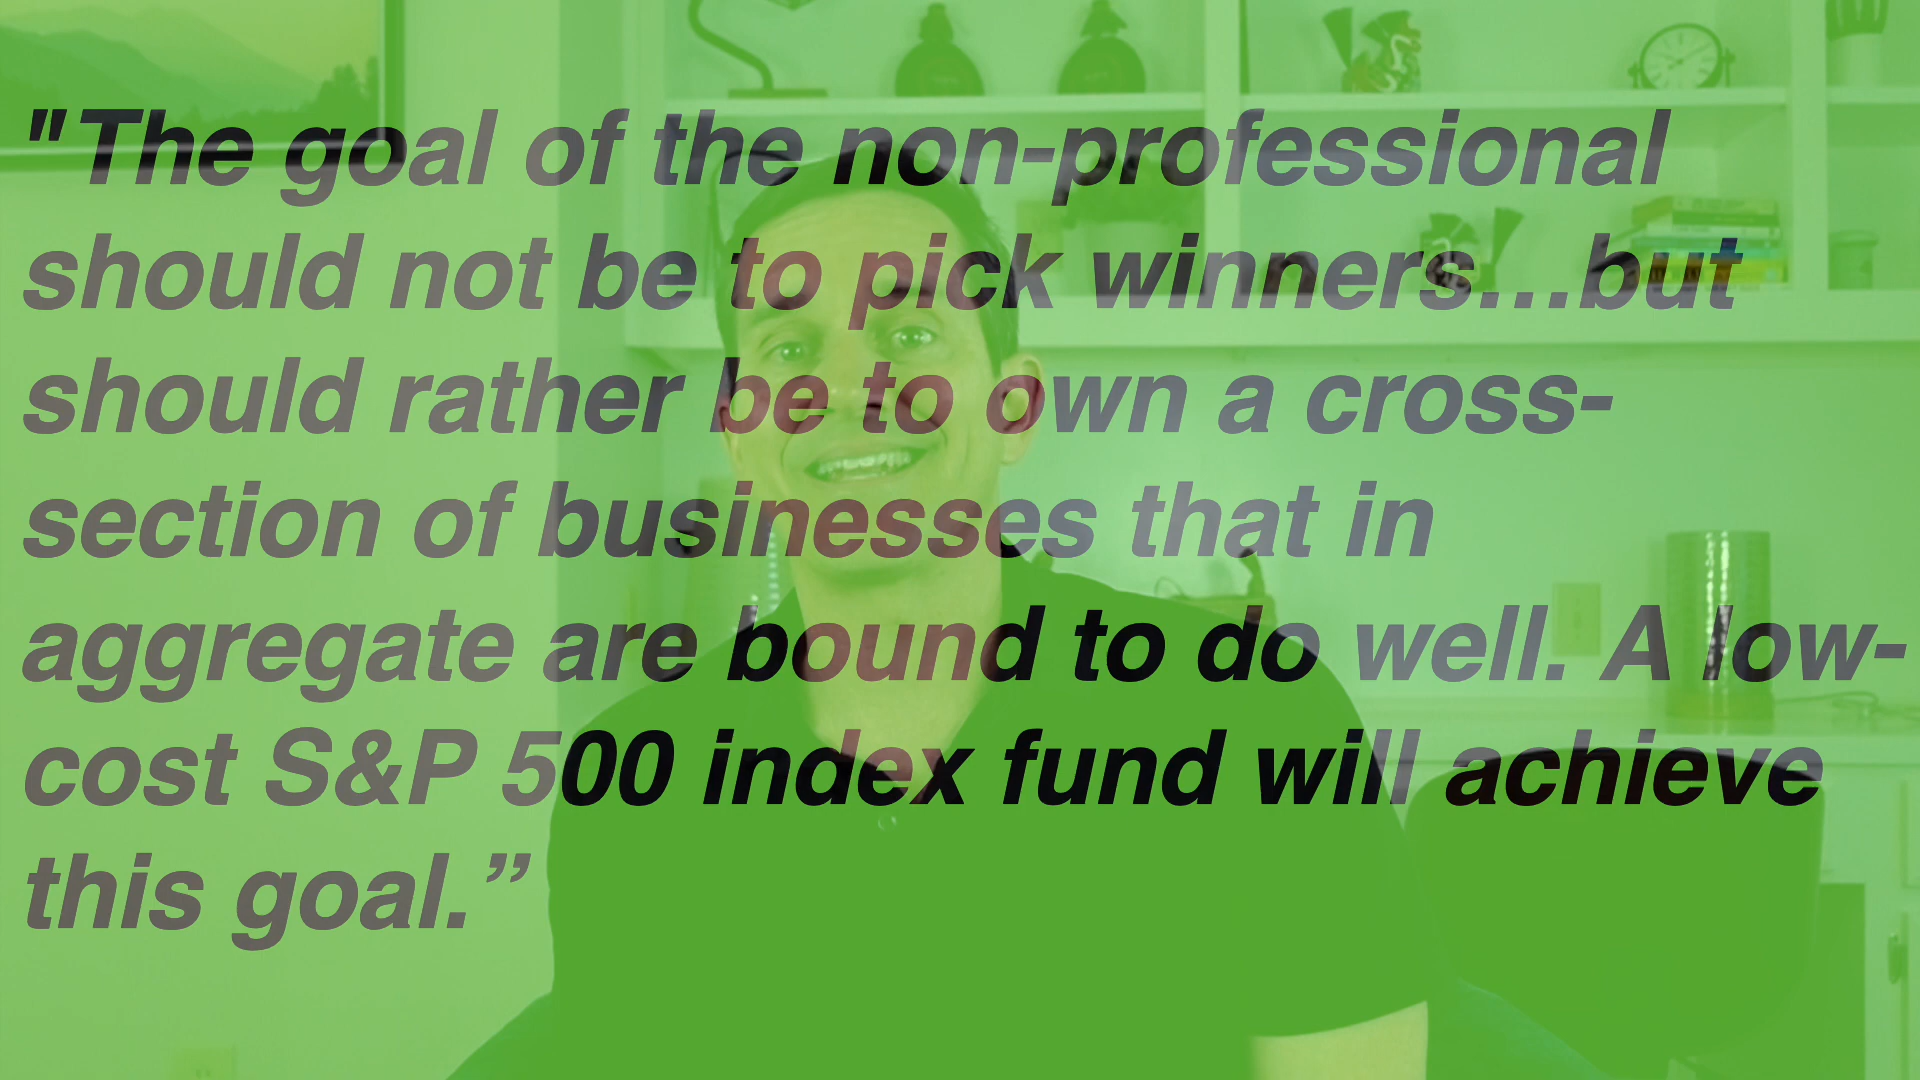 "The goal of the non-professional
should not be to pick winners...but
should rather be to own a cross-
section of businesses that in
aggregate are bound to do well. A low-
cost S&P 500 index fund will achieve
this goal.”